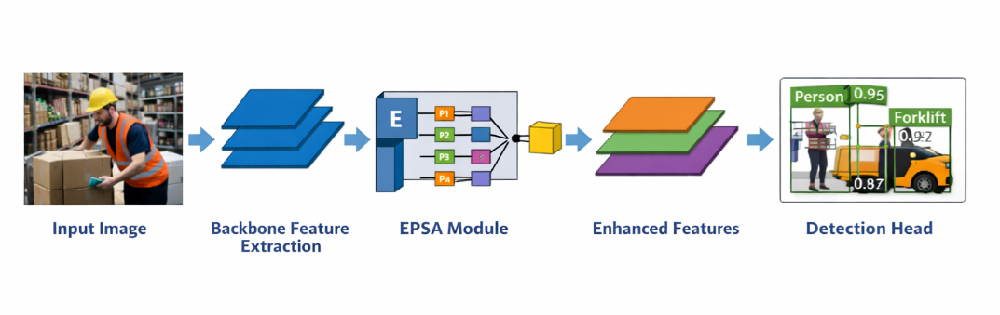 Input Image
Backbone Feature
Extraction
E
P1
P2
P3
P4
EPSA Module
Enhanced Features
Person 0.95
Forklift
0.87
Detection Head